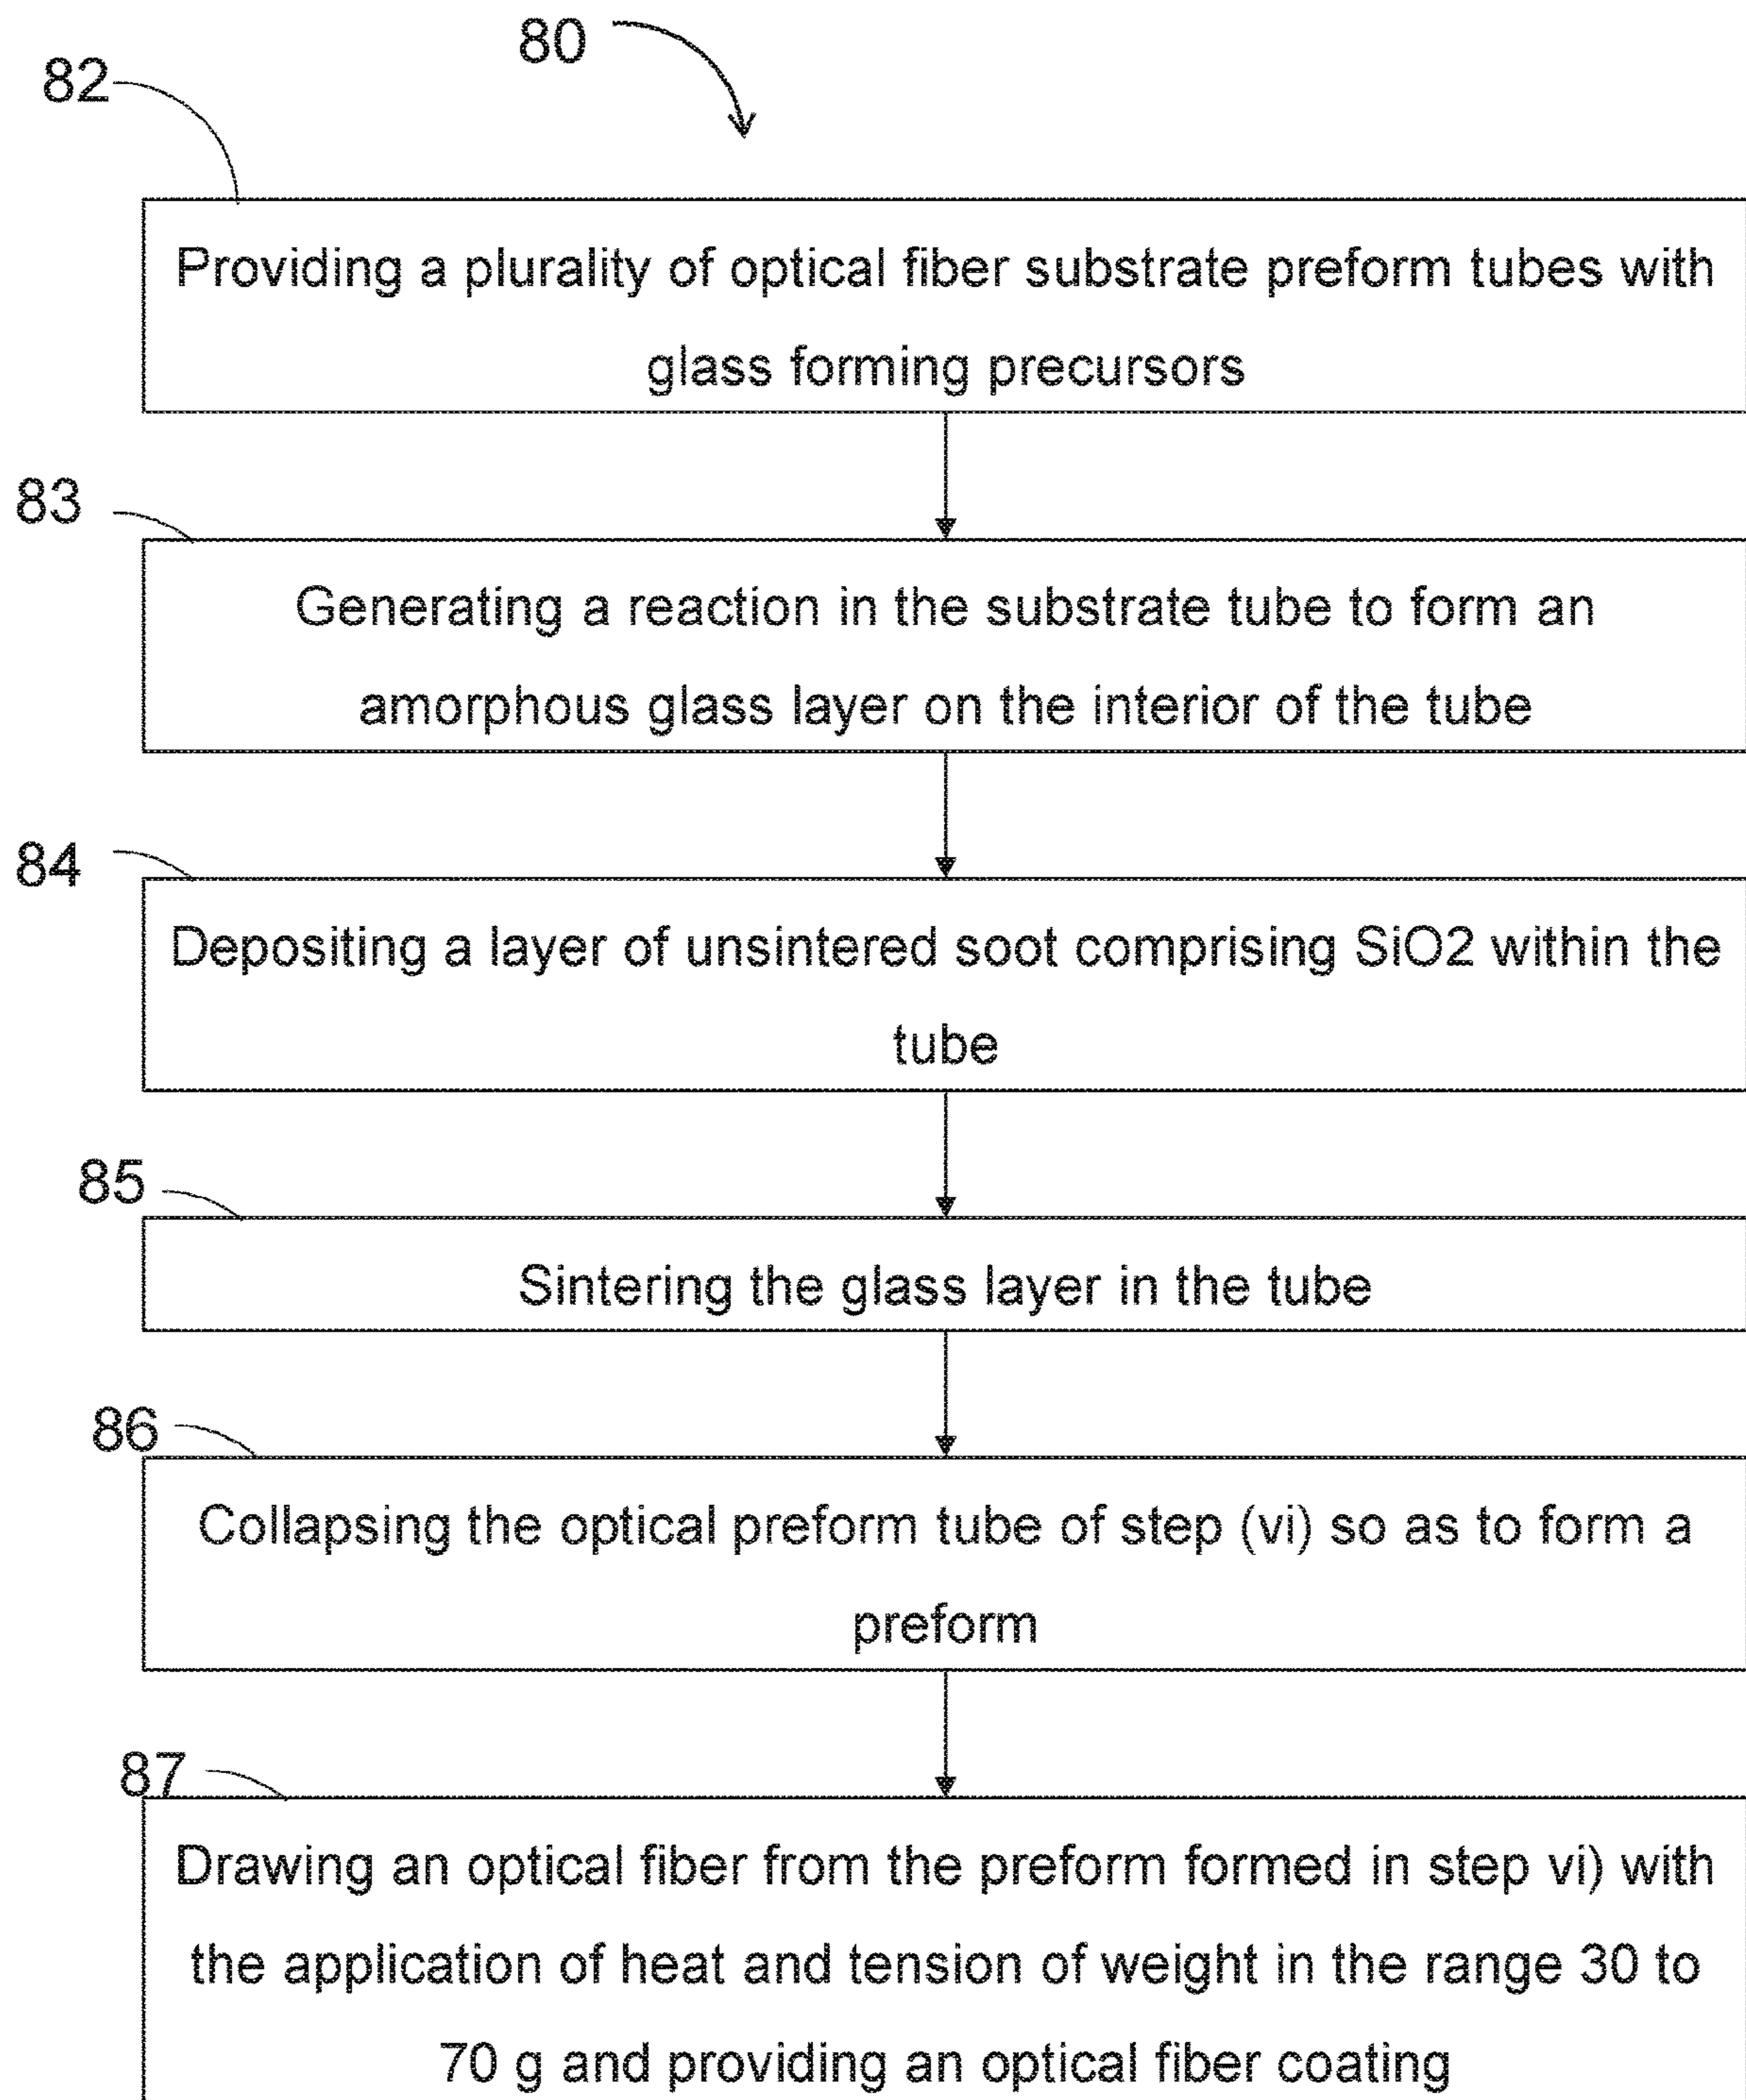 80
82
Providing a plurality of optical fiber substrate preform tubes with
glass forming precursors
83
Generating a reaction in the substrate tube to form an
amorphous glass layer on the interior of the tube
84
Depositing a layer of unsintered soot comprising SiO2 within the
tube
85
Sintering the glass layer in the tube
86
Collapsing the optical preform tube of step (vi) so as to form a
preform
87
Drawing an optical fiber from the preform formed in step vi) with
the application of heat and tension of weight in the range 30 to
70 g and providing an optical fiber coating